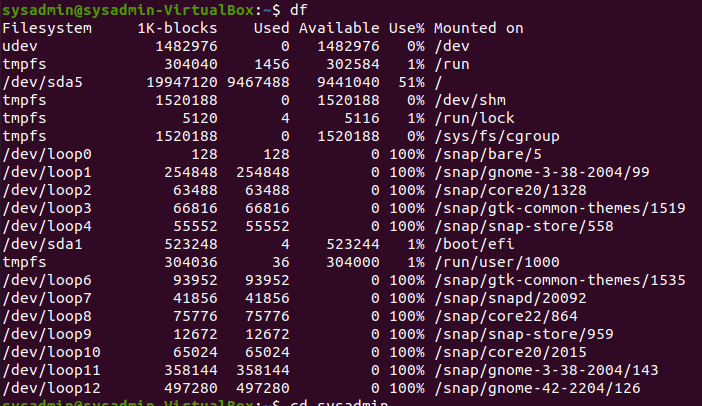 sysadmin@sysadmin-VirtualBox:~$ df
Filesystem     1K-blocks    Used Available Use% Mounted on
udev             1482976       0   1482976   0% /dev
tmpfs             304040    1456    302584   1% /run
/dev/sda5       19947120 9467488   9441040  51% /
tmpfs            1520188       0   1520188   0% /dev/shm
tmpfs               5120       4      5116   1% /run/lock
tmpfs            1520188       0   1520188   0% /sys/fs/cgroup
/dev/loop0           128     128         0 100% /snap/bare/5
/dev/loop1        254848  254848         0 100% /snap/gnome-3-38-2004/99
/dev/loop2         63488   63488         0 100% /snap/core20/1328
/dev/loop3         66816   66816         0 100% /snap/gtk-common-themes/1519
/dev/loop4         55552   55552         0 100% /snap/snap-store/558
/dev/sda1         523248       4    523244   1% /boot/efi
tmpfs             304036      36    304000   1% /run/user/1000
/dev/loop6         93952   93952         0 100% /snap/gtk-common-themes/1535
/dev/loop7         41856   41856         0 100% /snap/snapd/20092
/dev/loop8         75776   75776         0 100% /snap/core22/864
/dev/loop9         12672   12672         0 100% /snap/snap-store/959
/dev/loop10        65024   65024         0 100% /snap/core20/2015
/dev/loop11       358144  358144         0 100% /snap/gnome-3-38-2004/143
/dev/loop12       497280  497280         0 100% /snap/gnome-42-2204/126
sysadmin@sysadmin-VirtualBox:~$ cd sysadmin